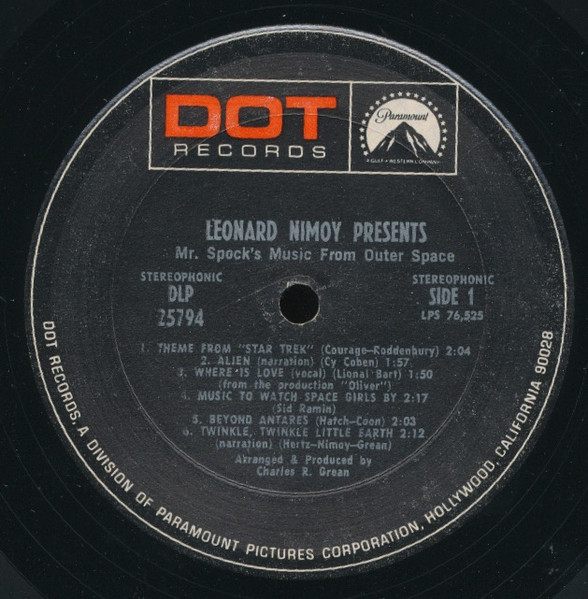 DOT
RECORDS
Paramount
A GULF + WESTERN COMPANY
LEONARD NIMOY PRESENTS
Mr. Spock's Music From Outer Space
STEREOPHONIC
DLP
25794
STEREOPHONIC
SIDE 1
LPS 76,525
1. THEME FROM "STAR TREK" (Courage-Roddenbury) 2:04
2. ALIEN (narration) (Cy Coben) 1:57
3. WHERE IS LOVE (vocal) (Lional Bart) 1:50
(from the production "Oliver")
4. MUSIC TO WATCH SPACE GIRLS BY 2:17
(Sid Ramin)
5. BEYOND ANTARES (Hatch-Coon) 2:03
6. TWINKLE, TWINKLE LITTLE EARTH 2:12
(narration) (Hertz-Nimoy-Grean)
Arranged & Produced by
Charles R. Grean
DOT RECORDS, A DIVISION OF PARAMOUNT PICTURES CORPORATION, HOLLYWOOD, CALIFORNIA 90028